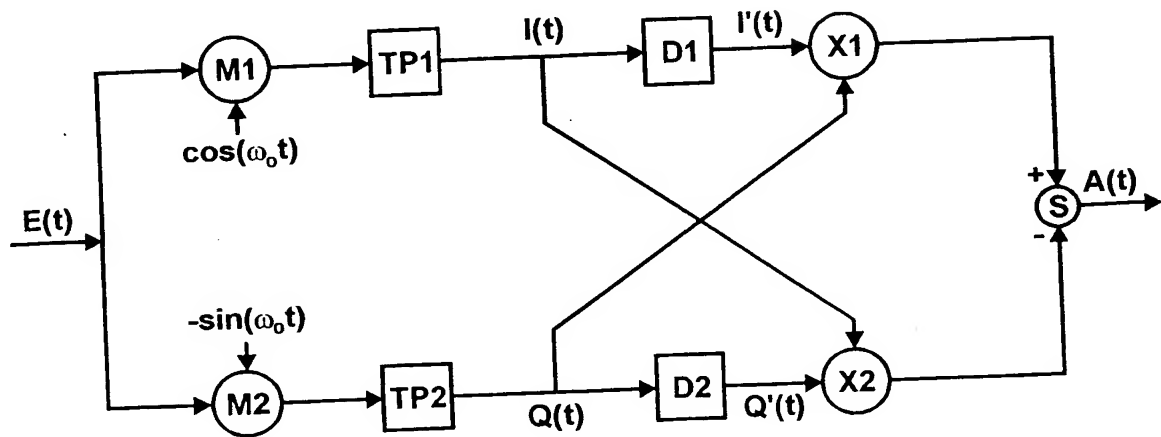 I(t)
I'(t)
M1
TP1
D1
X1
cos(ω₀t)
E(t)
+
A(t)
S
-
-sin(ω₀t)
M2
TP2
Q(t)
D2
Q'(t)
X2